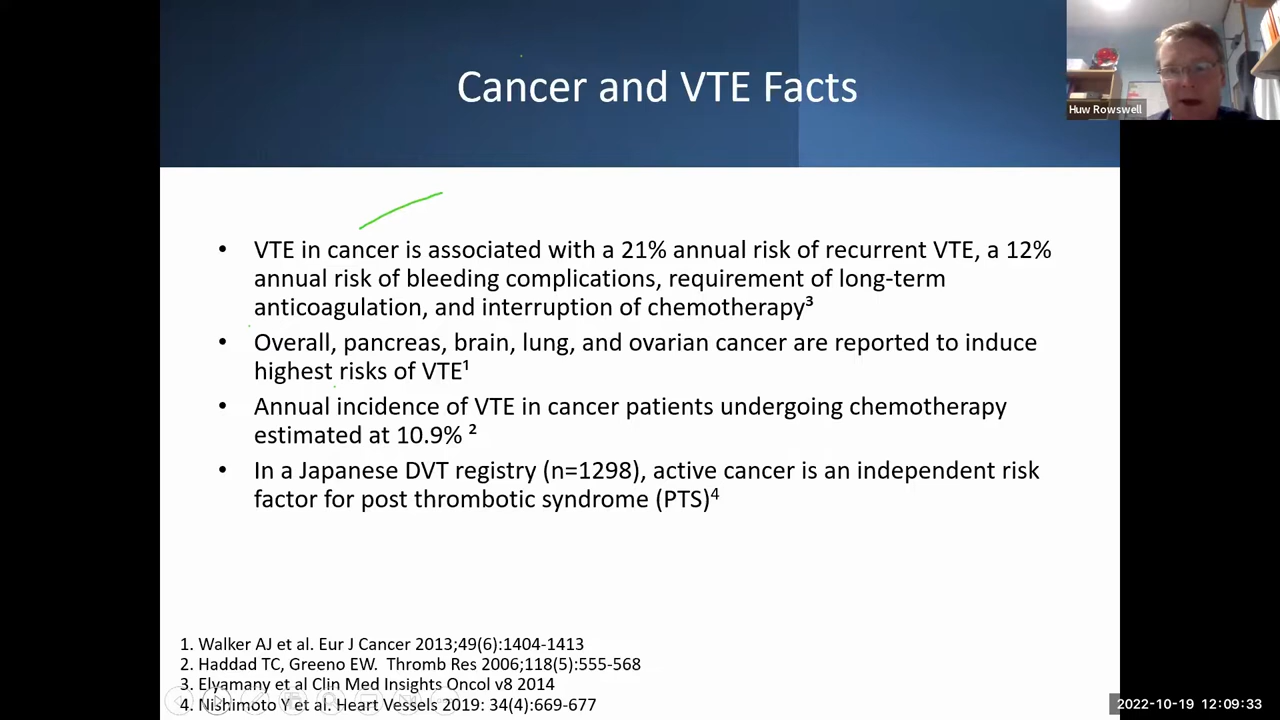 Cancer and VTE Facts
Huw Rowswell
• VTE in cancer is associated with a 21% annual risk of recurrent VTE, a 12%
annual risk of bleeding complications, requirement of long-term
anticoagulation, and interruption of chemotherapy³
• Overall, pancreas, brain, lung, and ovarian cancer are reported to induce
highest risks of VTE¹
• Annual incidence of VTE in cancer patients undergoing chemotherapy
estimated at 10.9% ²
• In a Japanese DVT registry (n=1298), active cancer is an independent risk
factor for post thrombotic syndrome (PTS)⁴
1. Walker AJ et al. Eur J Cancer 2013;49(6):1404-1413
2. Haddad TC, Greeno EW. Thromb Res 2006;118(5):555-568
3. Elyamany et al Clin Med Insights Oncol v8 2014
4. Nishimoto Y et al. Heart Vessels 2019: 34(4):669-677
2022-10-19 12:09:33